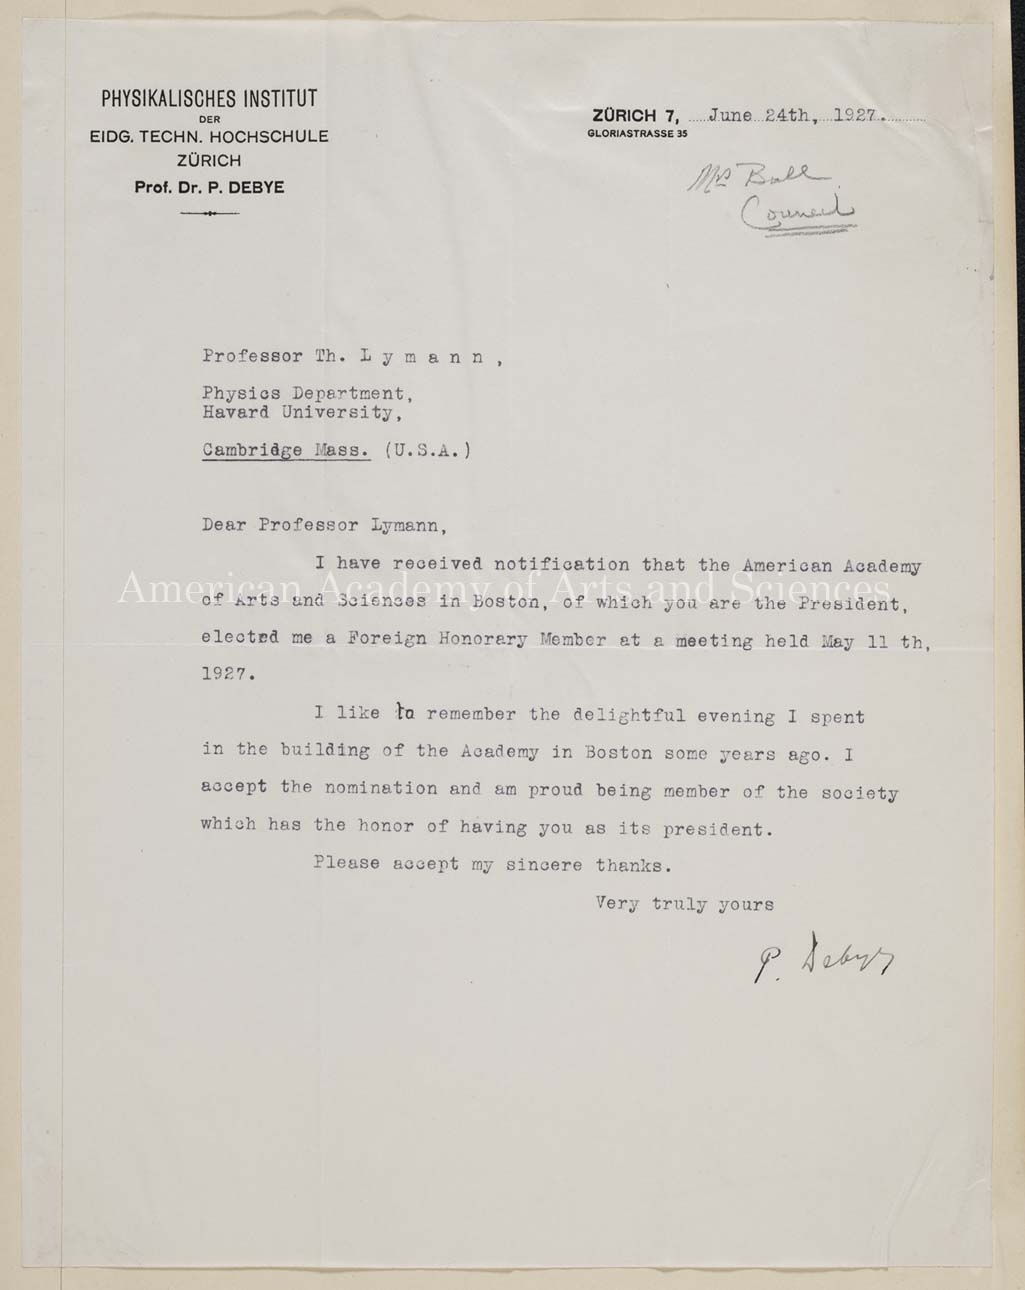 PHYSIKALISCHES INSTITUT
DER
EIDG. TECHN. HOCHSCHULE
ZÜRICH
Prof. Dr. P. DEBYE
ZÜRICH 7, June 24th, 1927.
GLORIASTRASSE 35
Mrs Ball
Council
Professor Th. L y m a n n ,
Physics Department,
Havard University,
Cambridge Mass. (U.S.A.)
Dear Professor Lymann,
I have received notification that the American Academy
American Academy of Arts and Sciences
of Arts and Sciences in Boston, of which you are the President,
elected me a Foreign Honorary Member at a meeting held May 11 th,
1927.
I like to remember the delightful evening I spent
in the building of the Academy in Boston some years ago. I
accept the nomination and am proud being member of the society
which has the honor of having you as its president.
Please accept my sincere thanks.
Very truly yours
P. Debye